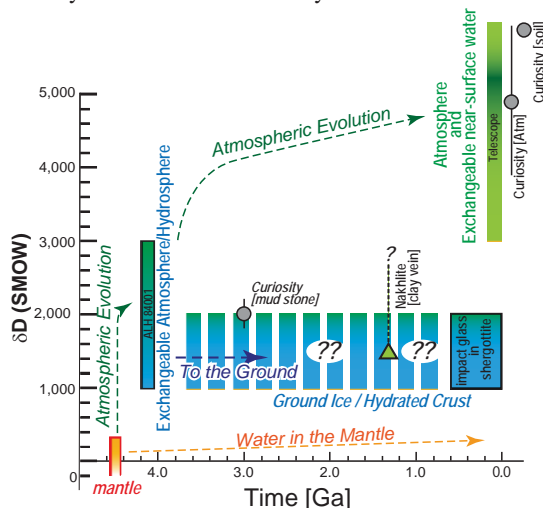 5,000
4,000
3,000
2,000
1,000
0
δD (SMOW)
4.0
3.0
2.0
1.0
0.0
Time [Ga]
Atmospheric Evolution
mantle
ALH 84001
Exchangeable Atmosphere/Hydrosphere
Atmospheric Evolution
Curiosity
[mud stone]
To the Ground
??
?
Nakhlite
[clay vein]
??
impact glass
in
shergottite
Ground Ice / Hydrated Crust
Water in the Mantle
Atmosphere
and
Exchangeable near-surface water
Telescope
Curiosity [Atm]
Curiosity [soil]